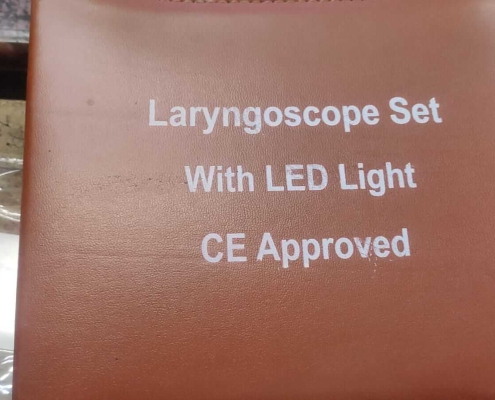 Laryngoscope Set
With LED Light
CE Approved